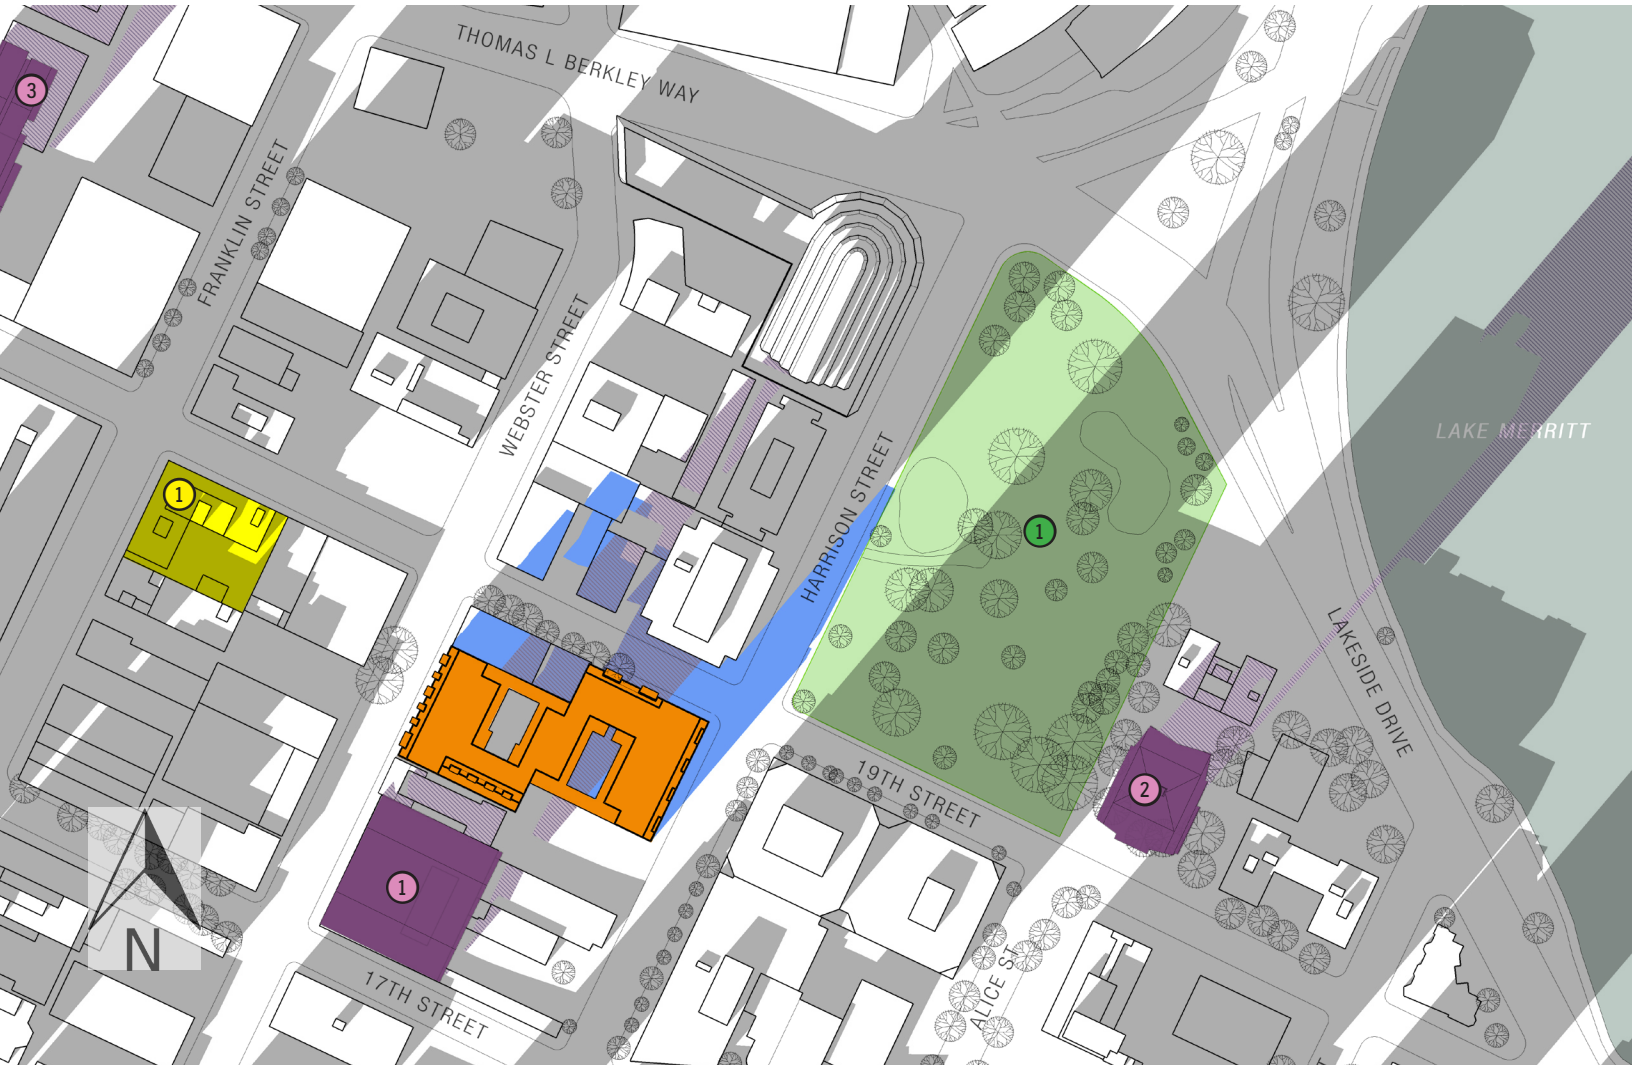 THOMAS L BERKLEY WAY
3
FRANKLIN STREET
WEBSTER STREET
LAKE MERRITT
1
HARRISON STREET
1
LAKESIDE DRIVE
2
19TH STREET
1
ALICE ST
17TH STREET
N